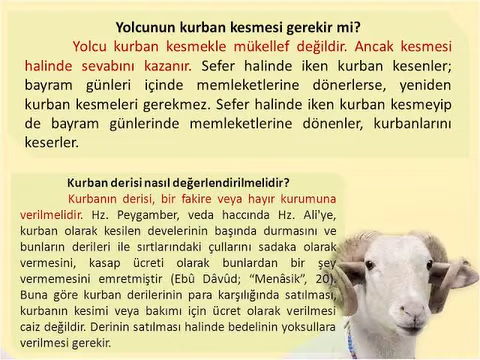 Yolcunun kurban kesmesi gerekir mi?
Yolcu kurban kesmekle mükellef değildir. Ancak kesmesi
halinde sevabını kazanır. Sefer halinde iken kurban kesenler;
bayram günleri içinde memleketlerine dönerlerse, yeniden
kurban kesmeleri gerekmez. Sefer halinde iken kurban kesmeyip
de bayram günlerinde memleketlerine dönenler, kurbanlarını
keserler.
Kurban derisi nasıl değerlendirilmelidir?
Kurbanın derisi, bir fakire veya hayır kurumuna
verilmelidir. Hz. Peygamber, veda haccında Hz. Ali'ye,
kurban olarak kesilen develerinin başında durmasını ve
bunların derileri ile sırtlarındaki çullarını sadaka olarak
vermesini, kasap ücreti olarak bunlardan bir şey
vermemesini emretmiştir (Ebû Dâvûd; “Menâsik”, 20).
Buna göre kurban derilerinin para karşılığında satılması,
kurbanın kesimi veya bakımı için ücret olarak verilmesi
caiz değildir. Derinin satılması halinde bedelinin yoksullara
verilmesi gerekir.